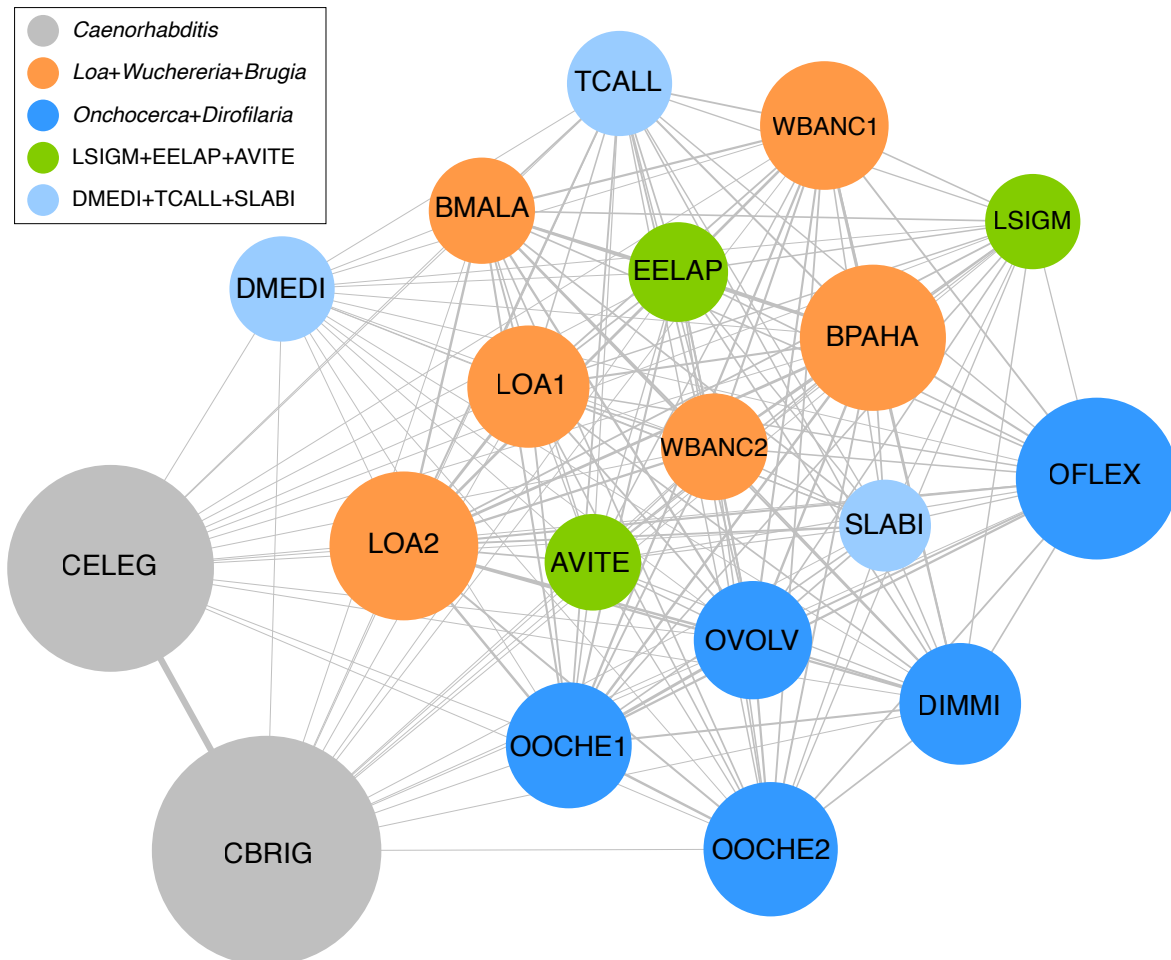 Caenorhabditis
Loa+Wuchereria+Brugia
Onchocerca+Dirofilaria
LSIGM+EELAP+AVITE
DMEDI+TCALL+SLABI
TCALL
WBANC1
BMALA
LSIGM
EELAP
DMEDI
BPAHA
LOA1
WBANC2
OFLEX
SLABI
LOA2
AVITE
CELEG
OVOLV
DIMMI
OOCHE1
OOCHE2
CBRIG